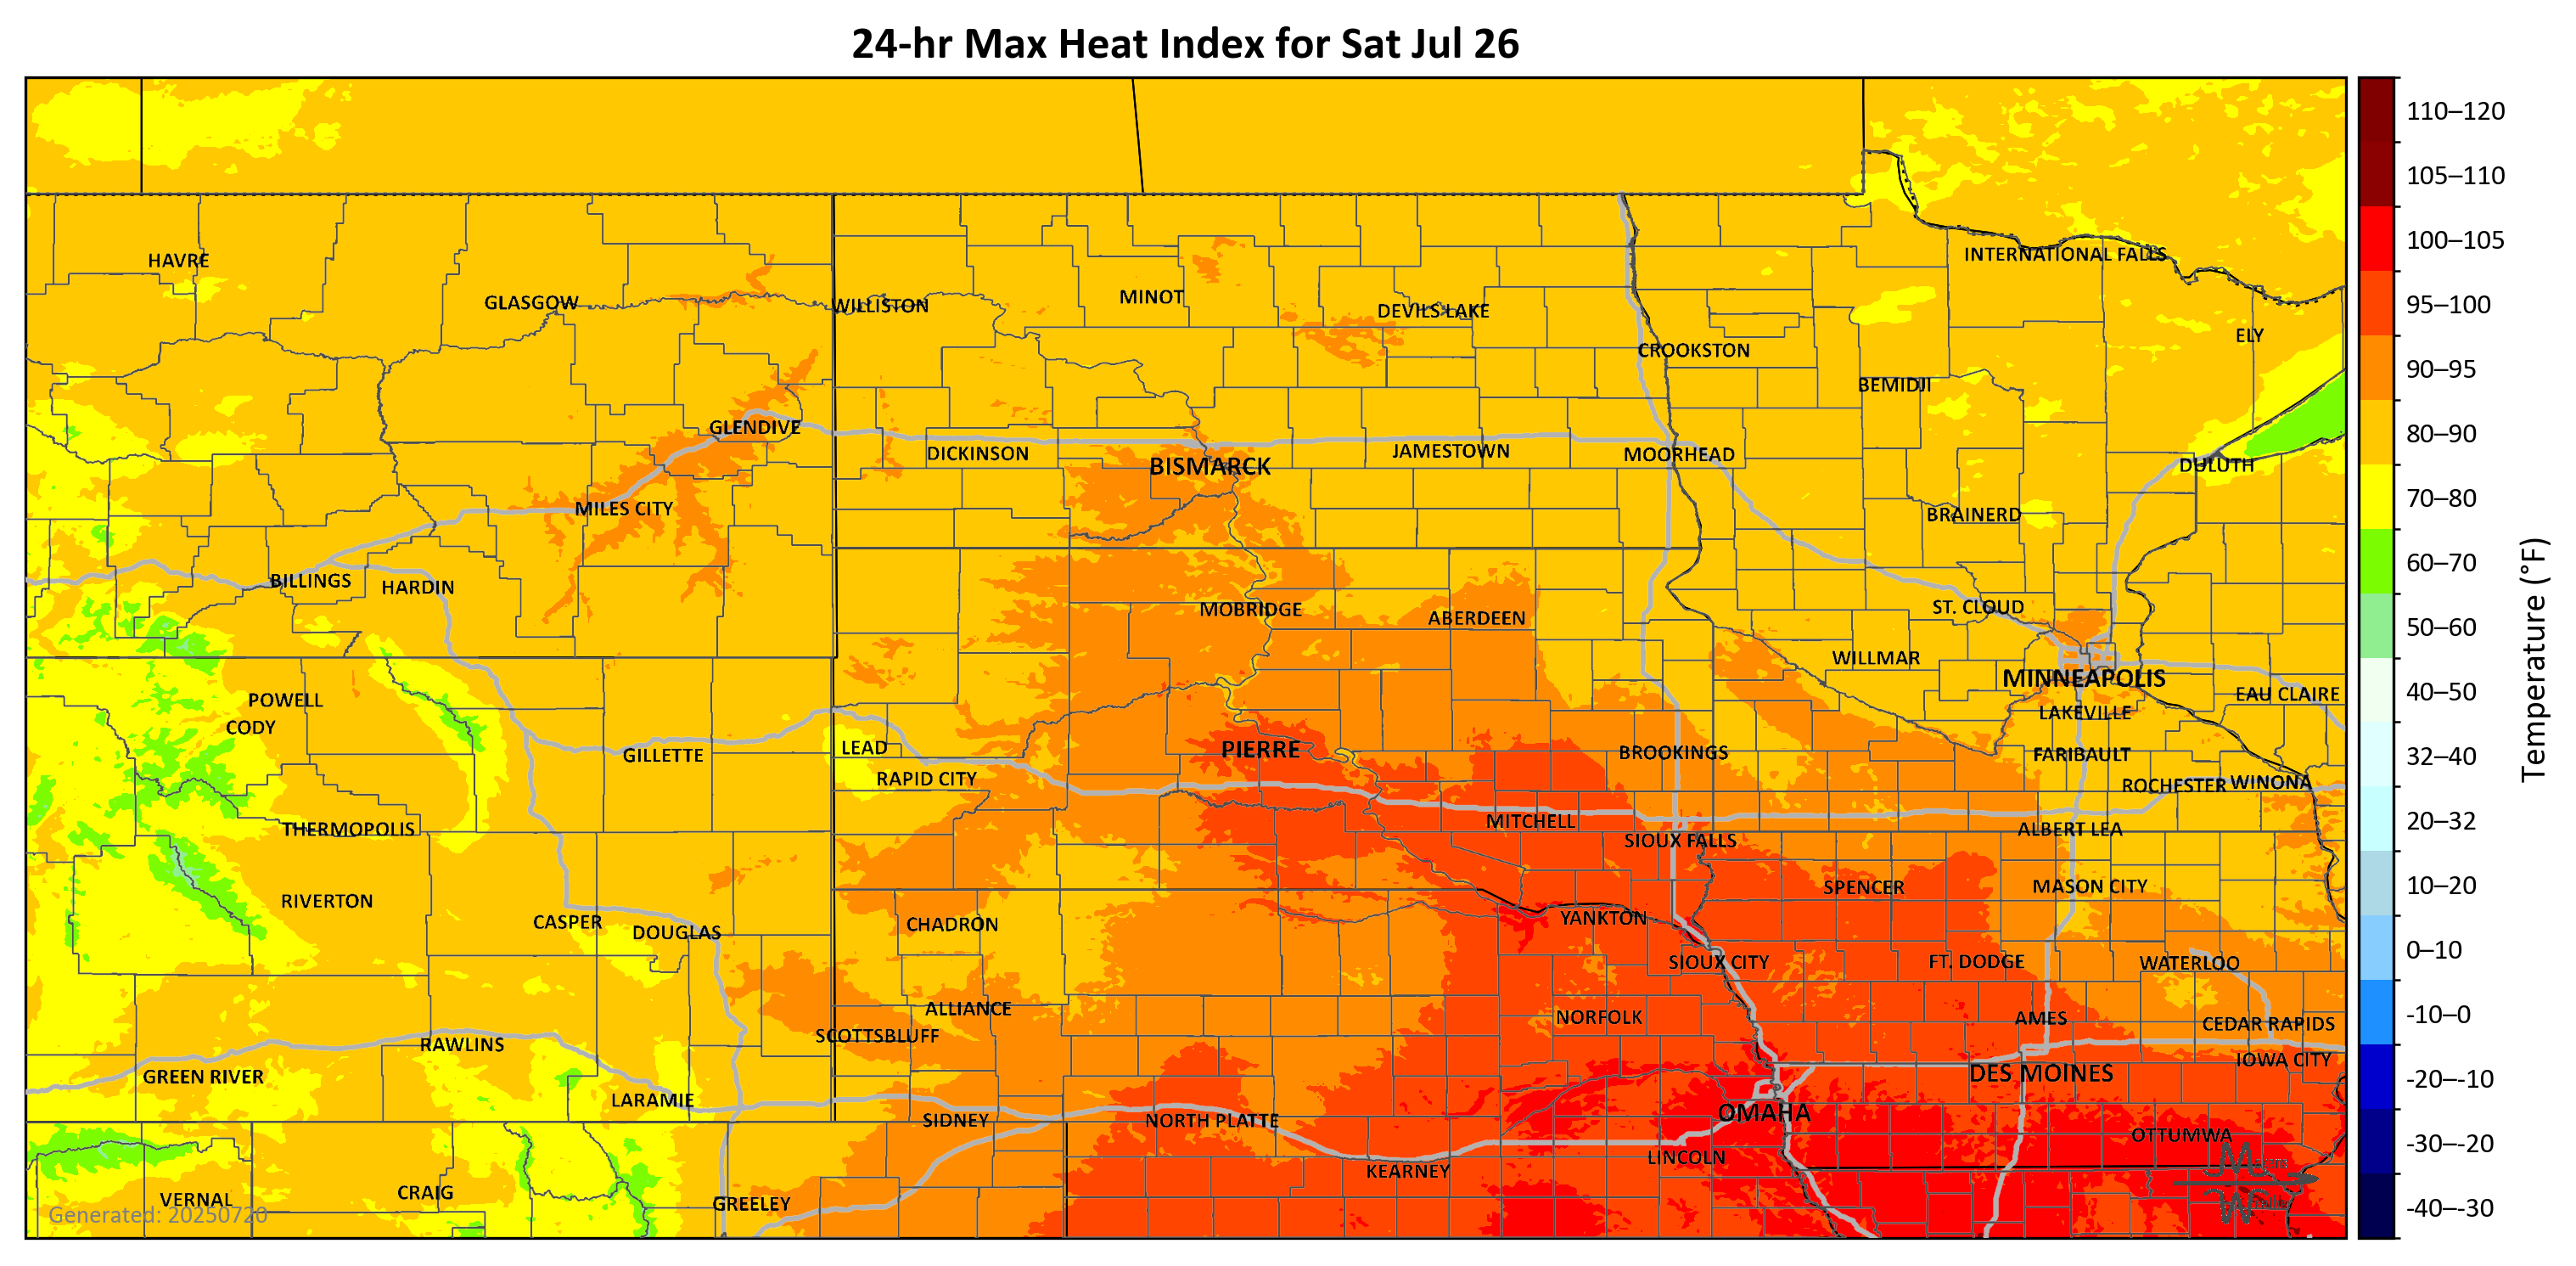 24-hr Max Heat Index for Sat Jul 26
HAVRE
GLASGOW
WILLISTON
MINOT
DEVILS LAKE
INTERNATIONAL FALLS
ELY
CROOKSTON
BEMIDJI
GLENDIVE
DICKINSON
BISMARCK
JAMESTOWN
MOORHEAD
DULUTH
MILES CITY
BRAINERD
BILLINGS
HARDIN
MOBRIDGE
ABERDEEN
ST. CLOUD
WILLMAR
MINNEAPOLIS
EAU CLAIRE
POWELL
CODY
LAKEVILLE
GILLETTE
LEAD
PIERRE
BROOKINGS
FARIBAULT
RAPID CITY
ROCHESTER
WINONA
THERMOPOLIS
MITCHELL
SIOUX FALLS
ALBERT LEA
RIVERTON
SPENCER
MASON CITY
CASPER
DOUGLAS
CHADRON
YANKTON
SIOUX CITY
FT. DODGE
WATERLOO
ALLIANCE
NORFOLK
AMES
CEDAR RAPIDS
SCOTTSBLUFF
RAWLINS
IOWA CITY
GREEN RIVER
DES MOINES
LARAMIE
SIDNEY
NORTH PLATTE
OMAHA
OTTUMWA
LINCOLN
KEARNEY
VERNAL
CRAIG
GREELEY
Generated: 20250720
110–120
105–110
100–105
95–100
90–95
80–90
70–80
60–70
50–60
40–50
32–40
20–32
10–20
0–10
-10–0
-20–-10
-30–-20
-40–-30
Temperature (°F)